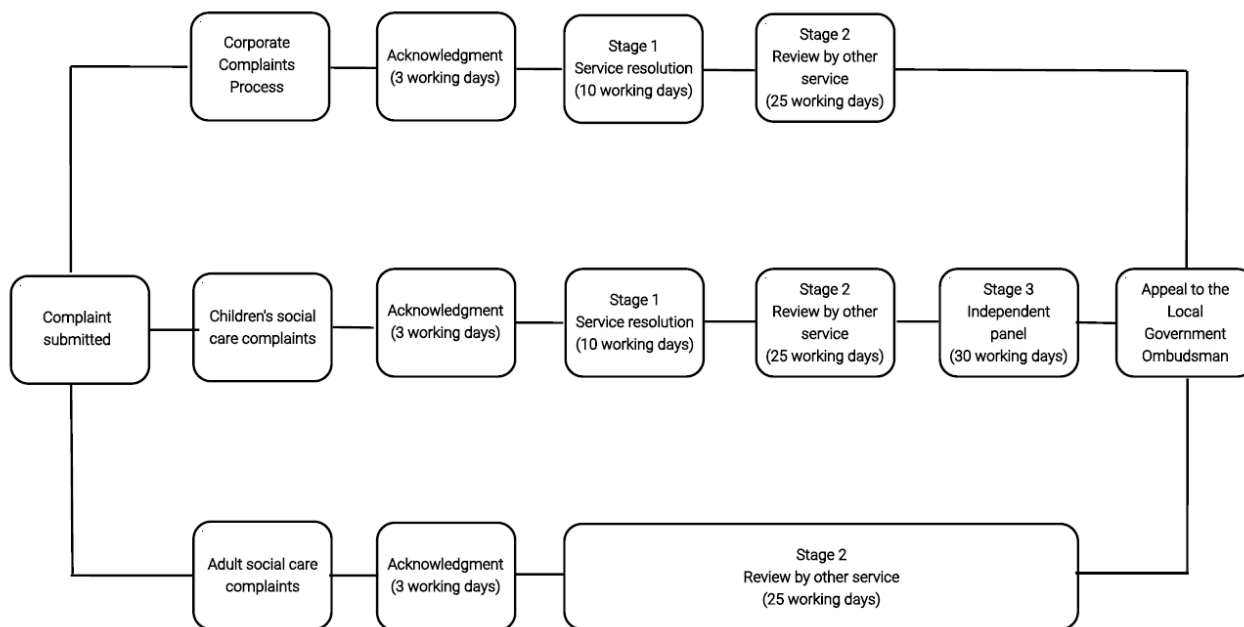 Corporate
Complaints
Process
Acknowledgment
(3 working days)
Stage 1
Service resolution
(10 working days)
Stage 2
Review by other
service
(25 working days)
Complaint
submitted
Children's social
care complaints
Acknowledgment
(3 working days)
Stage 1
Service resolution
(10 working days)
Stage 2
Review by other
service
(25 working days)
Stage 3
Independent
panel
(30 working days)
Appeal to the
Local
Government
Ombudsman
Adult social care
complaints
Acknowledgment
(3 working days)
Stage 2
Review by other service
(25 working days)